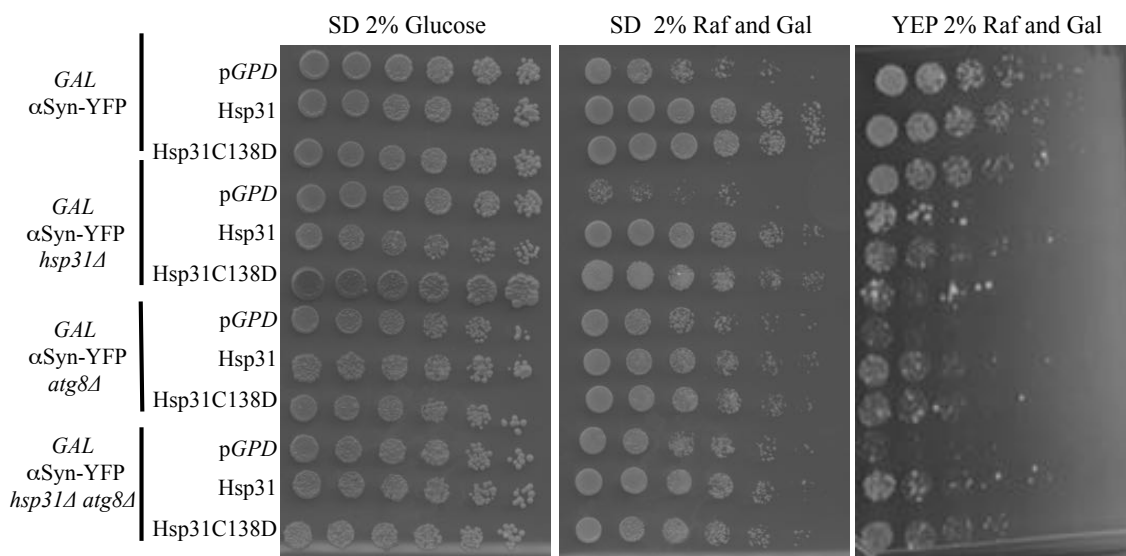 SD 2% Glucose
SD 2% Raf and Gal
YEP 2% Raf and Gal
GAL
αSyn-YFP
pGPD
Hsp31
Hsp31C138D
GAL
αSyn-YFP
hsp31Δ
pGPD
Hsp31
Hsp31C138D
GAL
αSyn-YFP
atg8Δ
pGPD
Hsp31
Hsp31C138D
GAL
αSyn-YFP
hsp31Δ atg8Δ
pGPD
Hsp31
Hsp31C138D